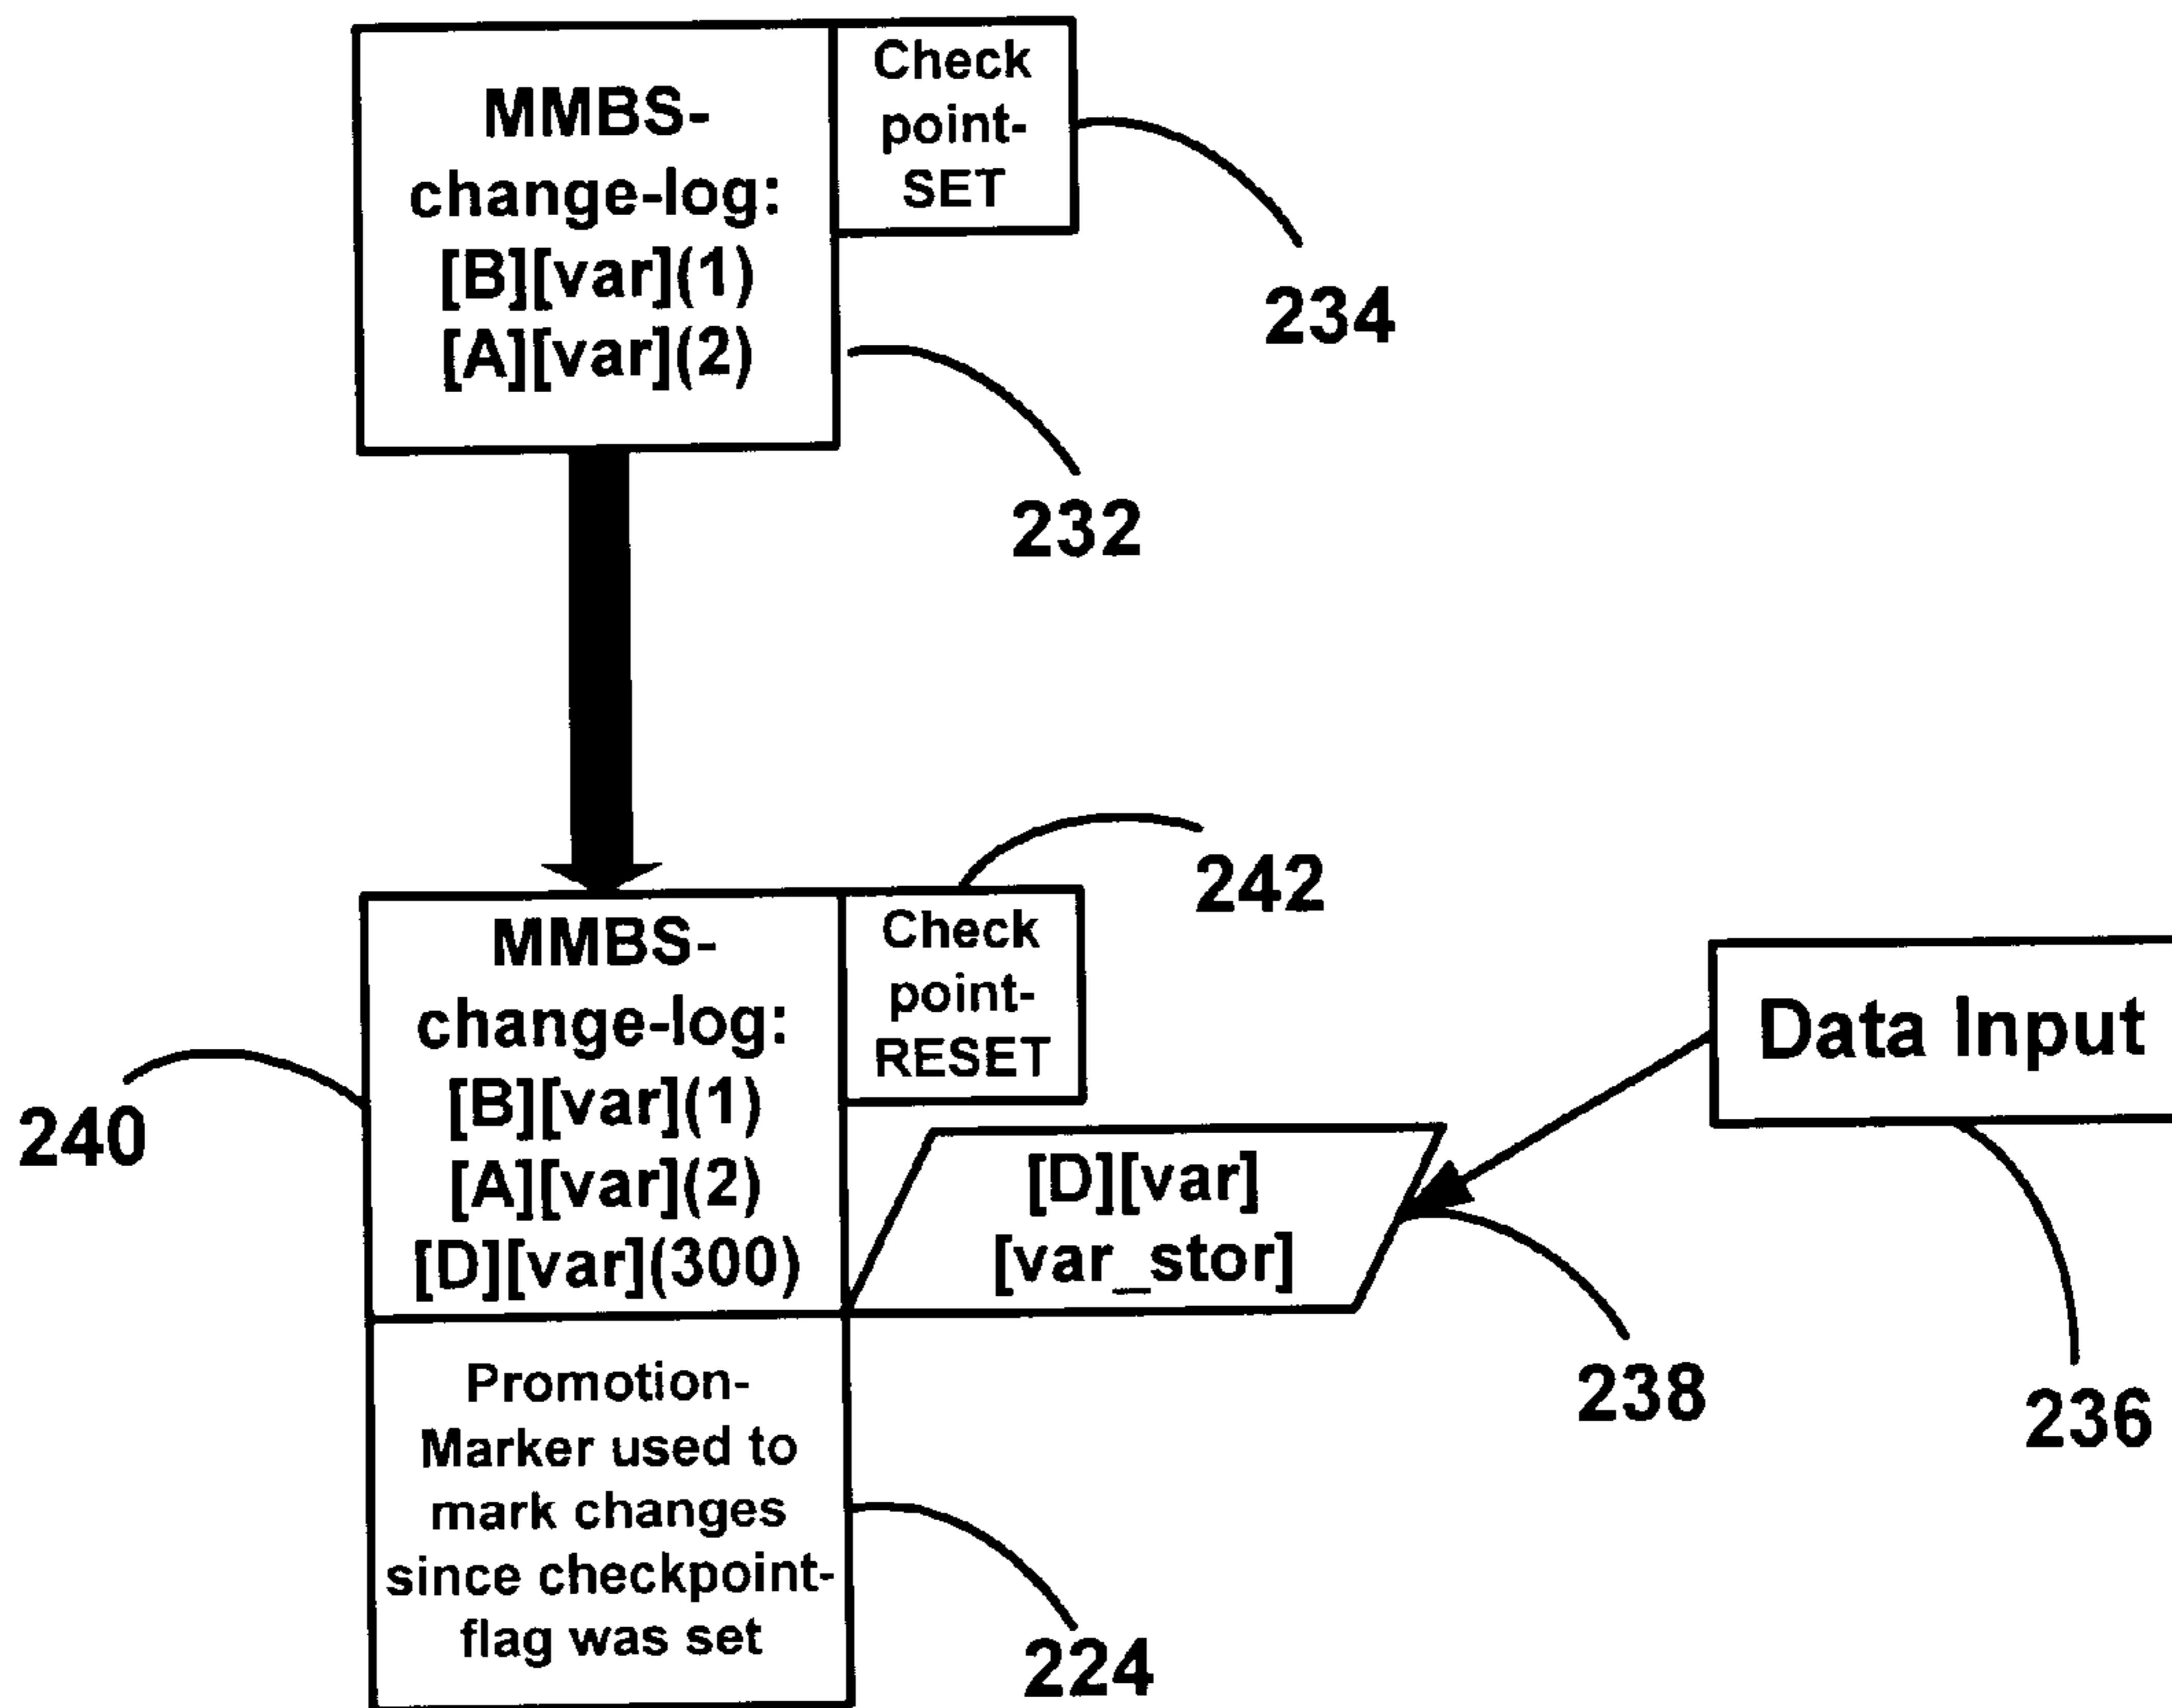 MMBS-
change-log:
[B][var](1)
[A][var](2)
Check
point-
SET
234
232
242
MMBS-
change-log:
[B][var](1)
[A][var](2)
[D][var](300)
Check
point-
RESET
Data Input
240
[D][var]
[var_stor]
238
236
Promotion-
Marker used to
mark changes
since checkpoint-
flag was set
224